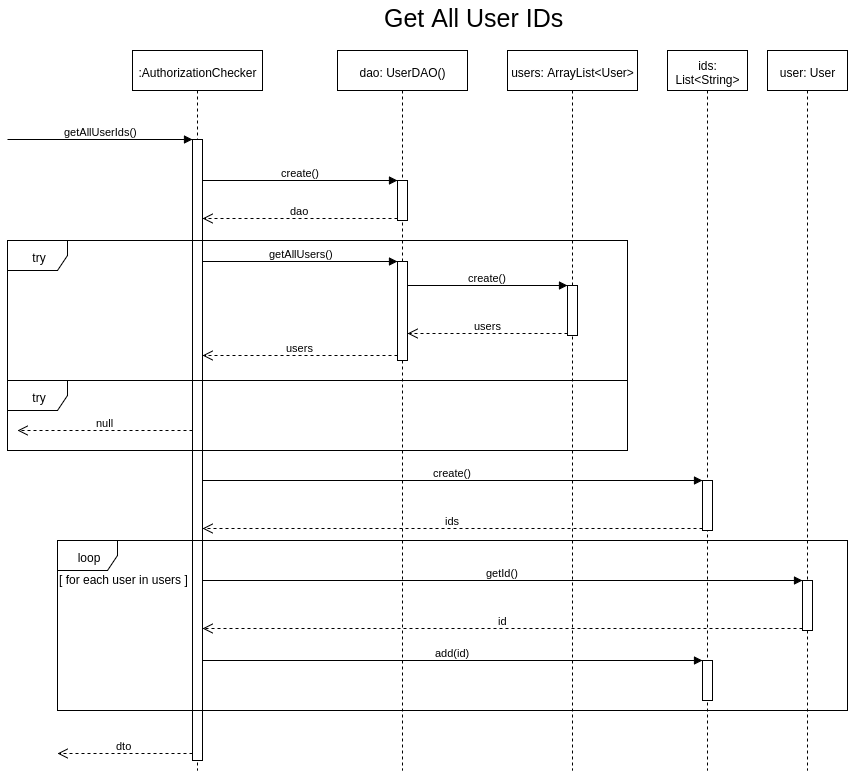 Get All User IDs
:AuthorizationChecker
dao: UserDAO()
users: ArrayList<User>
ids:
List<String>
user: User
getAllUserIds()
create()
dao
try
getAllUsers()
create()
users
users
try
null
create()
ids
loop
[ for each user in users ]
getId()
id
add(id)
dto